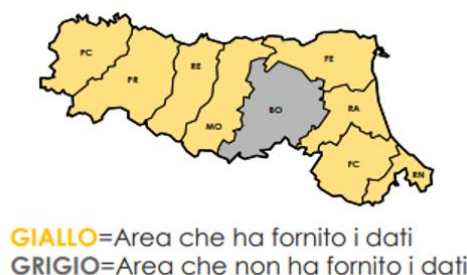 PC
PR
RE
MO
BO
FE
RA
FC
RN
GIALLO=Area che ha fornito i dati
GRIGIO=Area che non ha fornito i dati